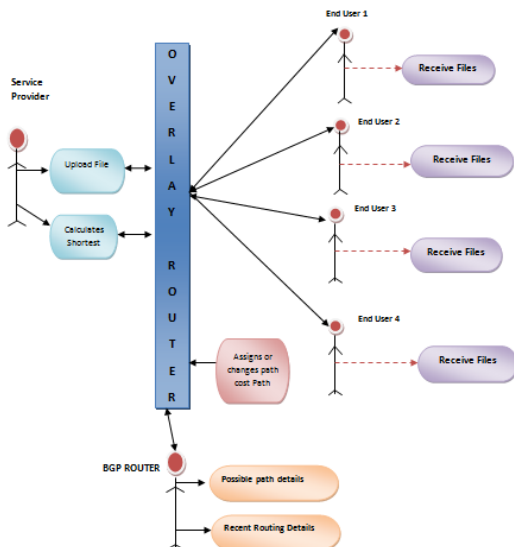 End User 1
Receive Files
Service
Provider
Upload File
Calculates
Shortest
OVERLAY ROUTER
End User 2
Receive Files
End User 3
Receive Files
End User 4
Receive Files
Assigns or
changes path
cost Path
BGP ROUTER
Possible path details
Recent Routing Details